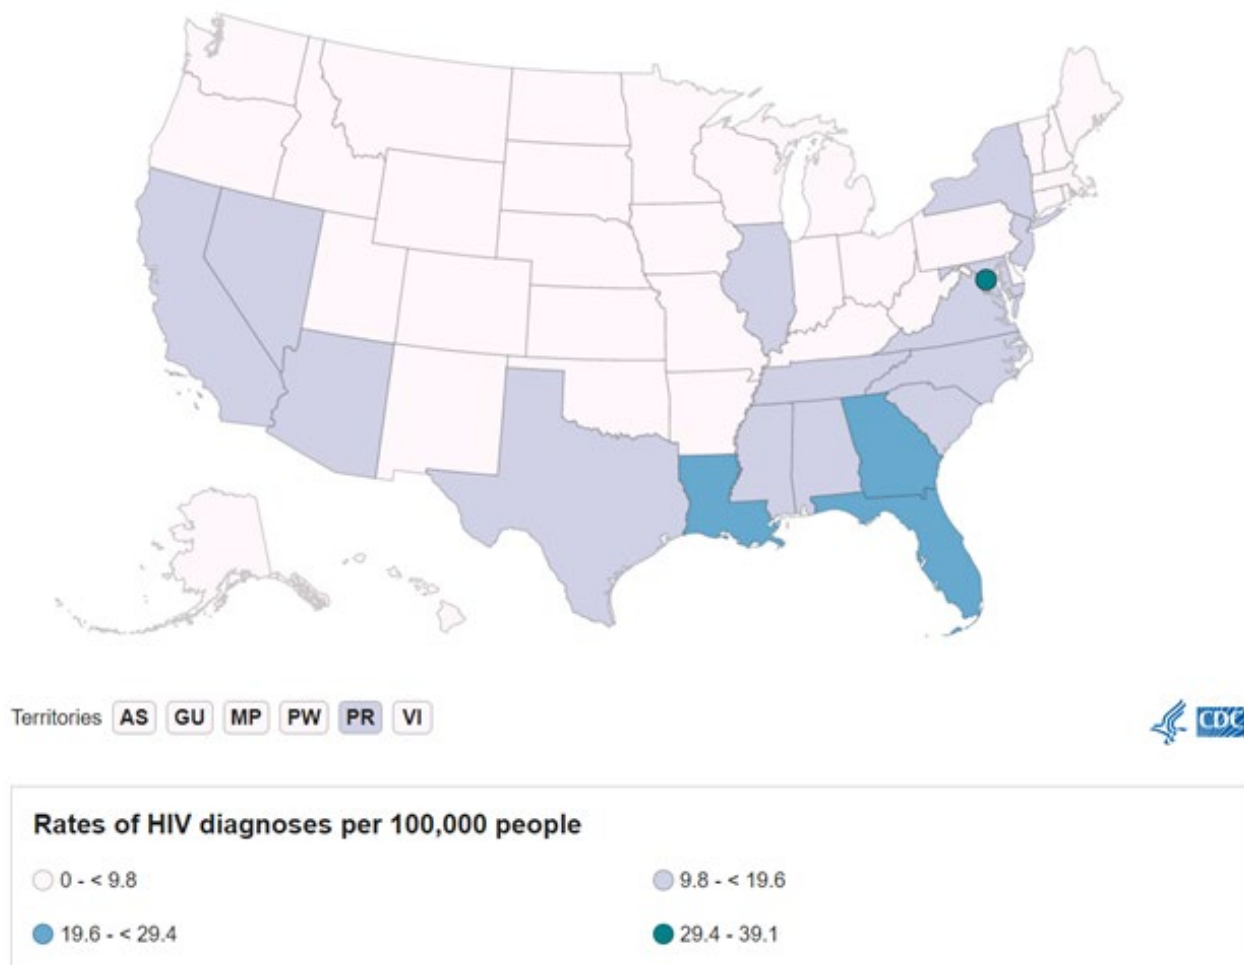 Territories AS GU MP PW PR VI
CDC
Rates of HIV diagnoses per 100,000 people
0 - < 9.8
9.8 - < 19.6
19.6 - < 29.4
29.4 - 39.1